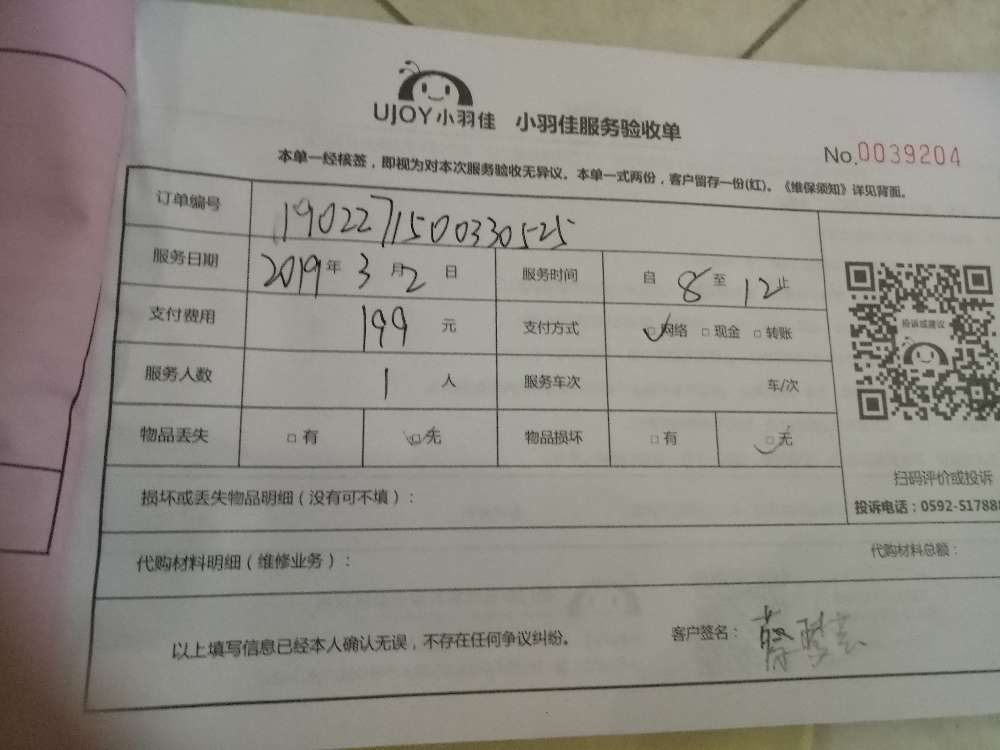 UJOY小羽佳 小羽佳服务验收单
No.0039204
本单一经核签，即视为对本次服务验收无异议。本单一式两份，客户留存一份(红)。《维保须知》详见背面。
订单编号 190227150033052​5
服务日期 2019年3月2日 服务时间 自8至12止
支付费用 199元 支付方式 ☑网络 □现金 □转账
投诉或建议
服务人数 1人 服务车次 车/次
物品丢失 □有 ☑无 物品损坏 □有 ☑无
扫码评价或投诉
损坏或丢失物品明细（没有可不填）：
投诉电话：0592-517888
代购材料明细（维修业务）： 代购材料总额：
以上填写信息已经本人确认无误，不存在任何争议纠纷。 客户签名：